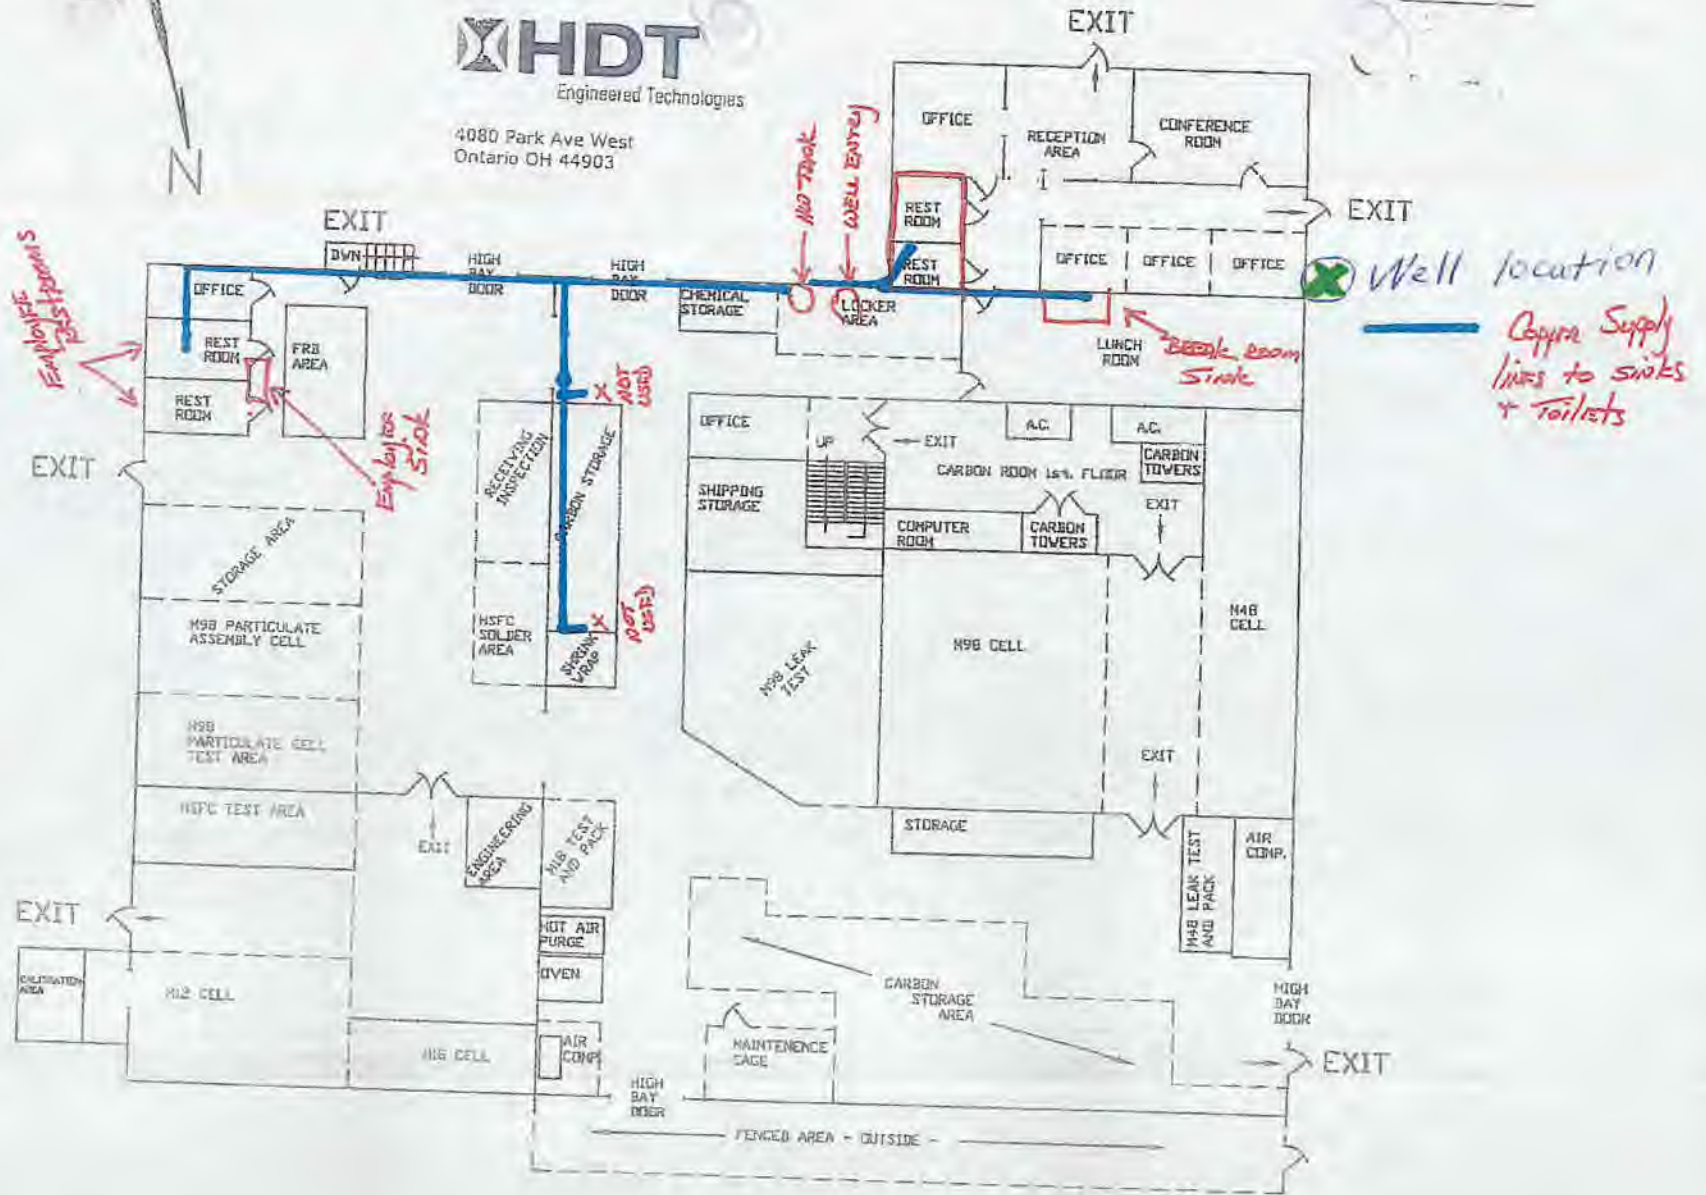 HDT
Engineered Technologies
4080 Park Ave West
Ontario OH 44903
N
EXIT
OFFICE
RECEPTION
AREA
CONFERENCE
ROOM
REST
ROOM
REST
ROOM
EXIT
OFFICE
OFFICE
OFFICE
Well location
Copper Supply
lines to sinks
+ Toilets
WELL ENTRY
EXIT
DWN
HIGH
BAY
DOOR
HIGH
BAY
DOOR
CHEMICAL
STORAGE
LOCKER
AREA
LUNCH
ROOM
BREAK ROOM
Sink
EMPLOYEE
RESTROOMS
OFFICE
REST
ROOM
REST
ROOM
FRB
AREA
Employee
Sink
EXIT
NOT
USED
RECEIVING
INSPECTION
CARBON STORAGE
OFFICE
UP
EXIT
A.C.
A.C.
CARBON
TOWERS
CARBON ROOM 1st. FLOOR
SHIPPING
STORAGE
EXIT
COMPUTER
ROOM
CARBON
TOWERS
STORAGE AREA
M98 PARTICULATE
ASSEMBLY CELL
HSFC
SOLDER
AREA
SHRINK
WRAP
NOT
USED
M98 LEAK
TEST
M98 CELL
M48
CELL
M98
PARTICULATE CELL
TEST AREA
EXIT
HSFC TEST AREA
EXIT
ENGINEERING
AREA
M18 TEST
AND PACK
STORAGE
M48 LEAK TEST
AND PACK
AIR
COMP.
EXIT
HOT AIR
PURGE
OVEN
CALIBRATION
AREA
M12 CELL
CARBON
STORAGE
AREA
HIGH
BAY
DOOR
M18 CELL
AIR
COMP
MAINTENENCE
CAGE
EXIT
HIGH
BAY
DOOR
FENCED AREA - OUTSIDE -